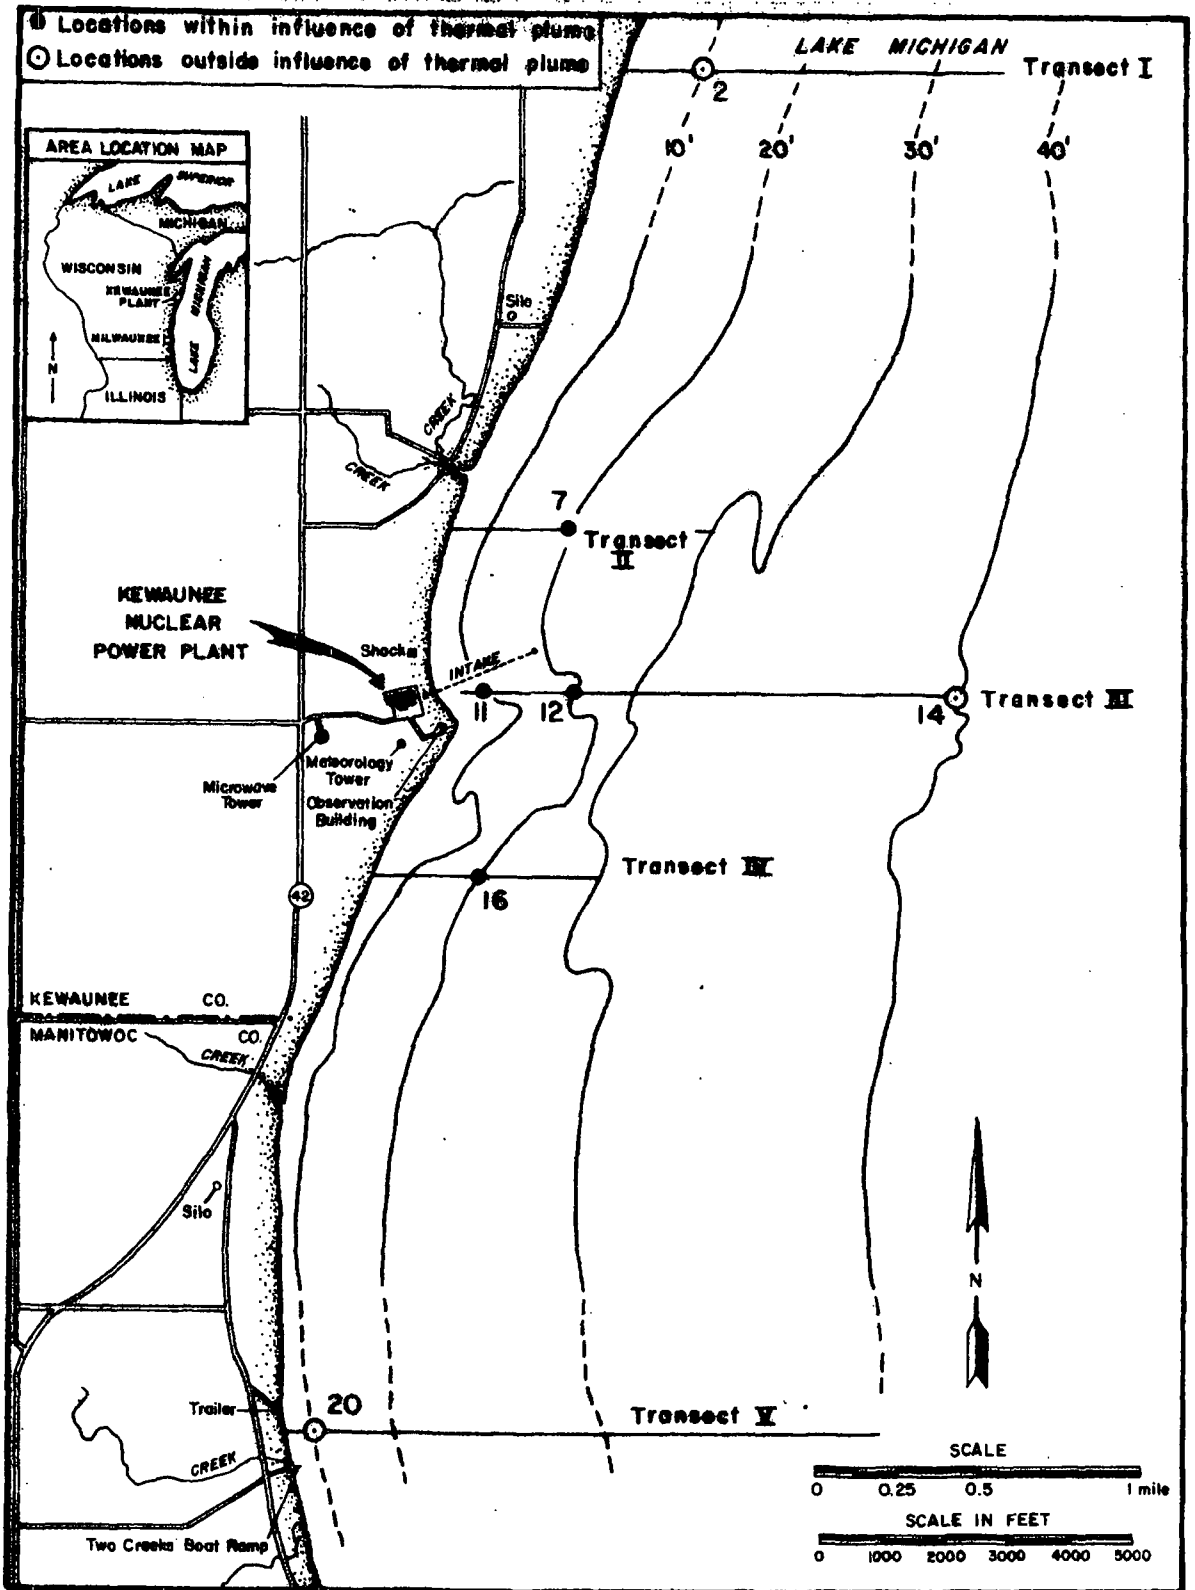 Locations within influence of thermal plume
Locations outside influence of thermal plume
LAKE MICHIGAN
Transect I
2
10' 20' 30' 40'
AREA LOCATION MAP
LAKE SUPERIOR
MICHIGAN
WISCONSIN
KEWAUNEE
PLANT
LAKE MICHIGAN
MILWAUKEE
N
ILLINOIS
Silo
CREEK
CREEK
7
Transect
II
KEWAUNEE
NUCLEAR
POWER PLANT
Shocks
INTAKE
11
12
14
Transect III
Microwave
Tower
Meteorology
Tower
Observation
Building
Transect IV
16
42
KEWAUNEE CO.
MANITOWOC CO.
CREEK
Silo
N
Trailer
20
Transect V
CREEK
Two Creeks Boat Ramp
SCALE
0 0.25 0.5 1 mile
SCALE IN FEET
0 1000 2000 3000 4000 5000